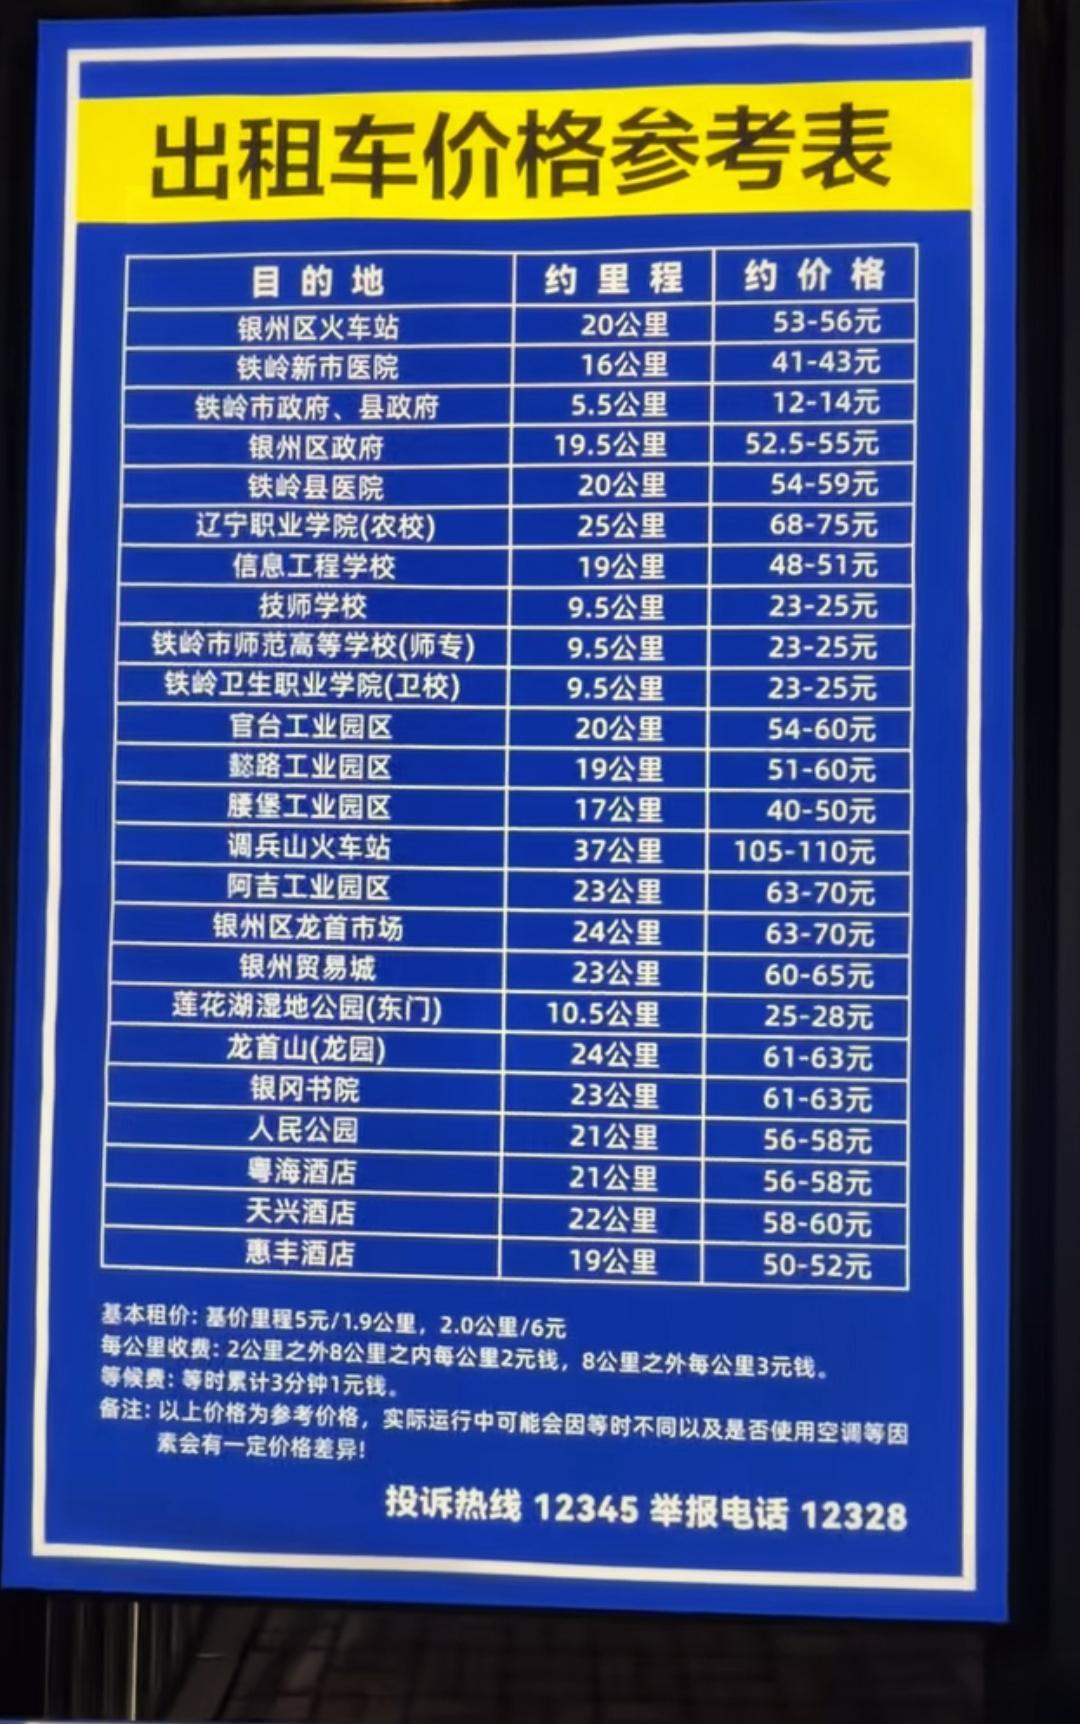 出租车价格参考表
目的地 约里程 约价格
银州区火车站 20公里 53-56元
铁岭新市医院 16公里 41-43元
铁岭市政府、县政府 5.5公里 12-14元
银州区政府 19.5公里 52.5-55元
铁岭县医院 20公里 54-59元
辽宁职业学院(农校) 25公里 68-75元
信息工程学校 19公里 48-51元
技师学校 9.5公里 23-25元
铁岭市师范高等学校(师专) 9.5公里 23-25元
铁岭卫生职业学院(卫校) 9.5公里 23-25元
官台工业园区 20公里 54-60元
懿路工业园区 19公里 51-60元
腰堡工业园区 17公里 40-50元
调兵山火车站 37公里 105-110元
阿吉工业园区 23公里 63-70元
银州区龙首市场 24公里 63-70元
银州贸易城 23公里 60-65元
莲花湖湿地公园(东门) 10.5公里 25-28元
龙首山(龙园) 24公里 61-63元
银冈书院 23公里 61-63元
人民公园 21公里 56-58元
粤海酒店 21公里 56-58元
天兴酒店 22公里 58-60元
惠丰酒店 19公里 50-52元
基本租价: 基价里程5元/1.9公里，2.0公里/6元
每公里收费: 2公里之外8公里之内每公里2元钱，8公里之外每公里3元钱。
等候费: 等时累计3分钟1元钱。
备注: 以上价格为参考价格，实际运行中可能会因等时不同以及是否使用空调等因
素会有一定价格差异!
投诉热线 12345 举报电话 12328